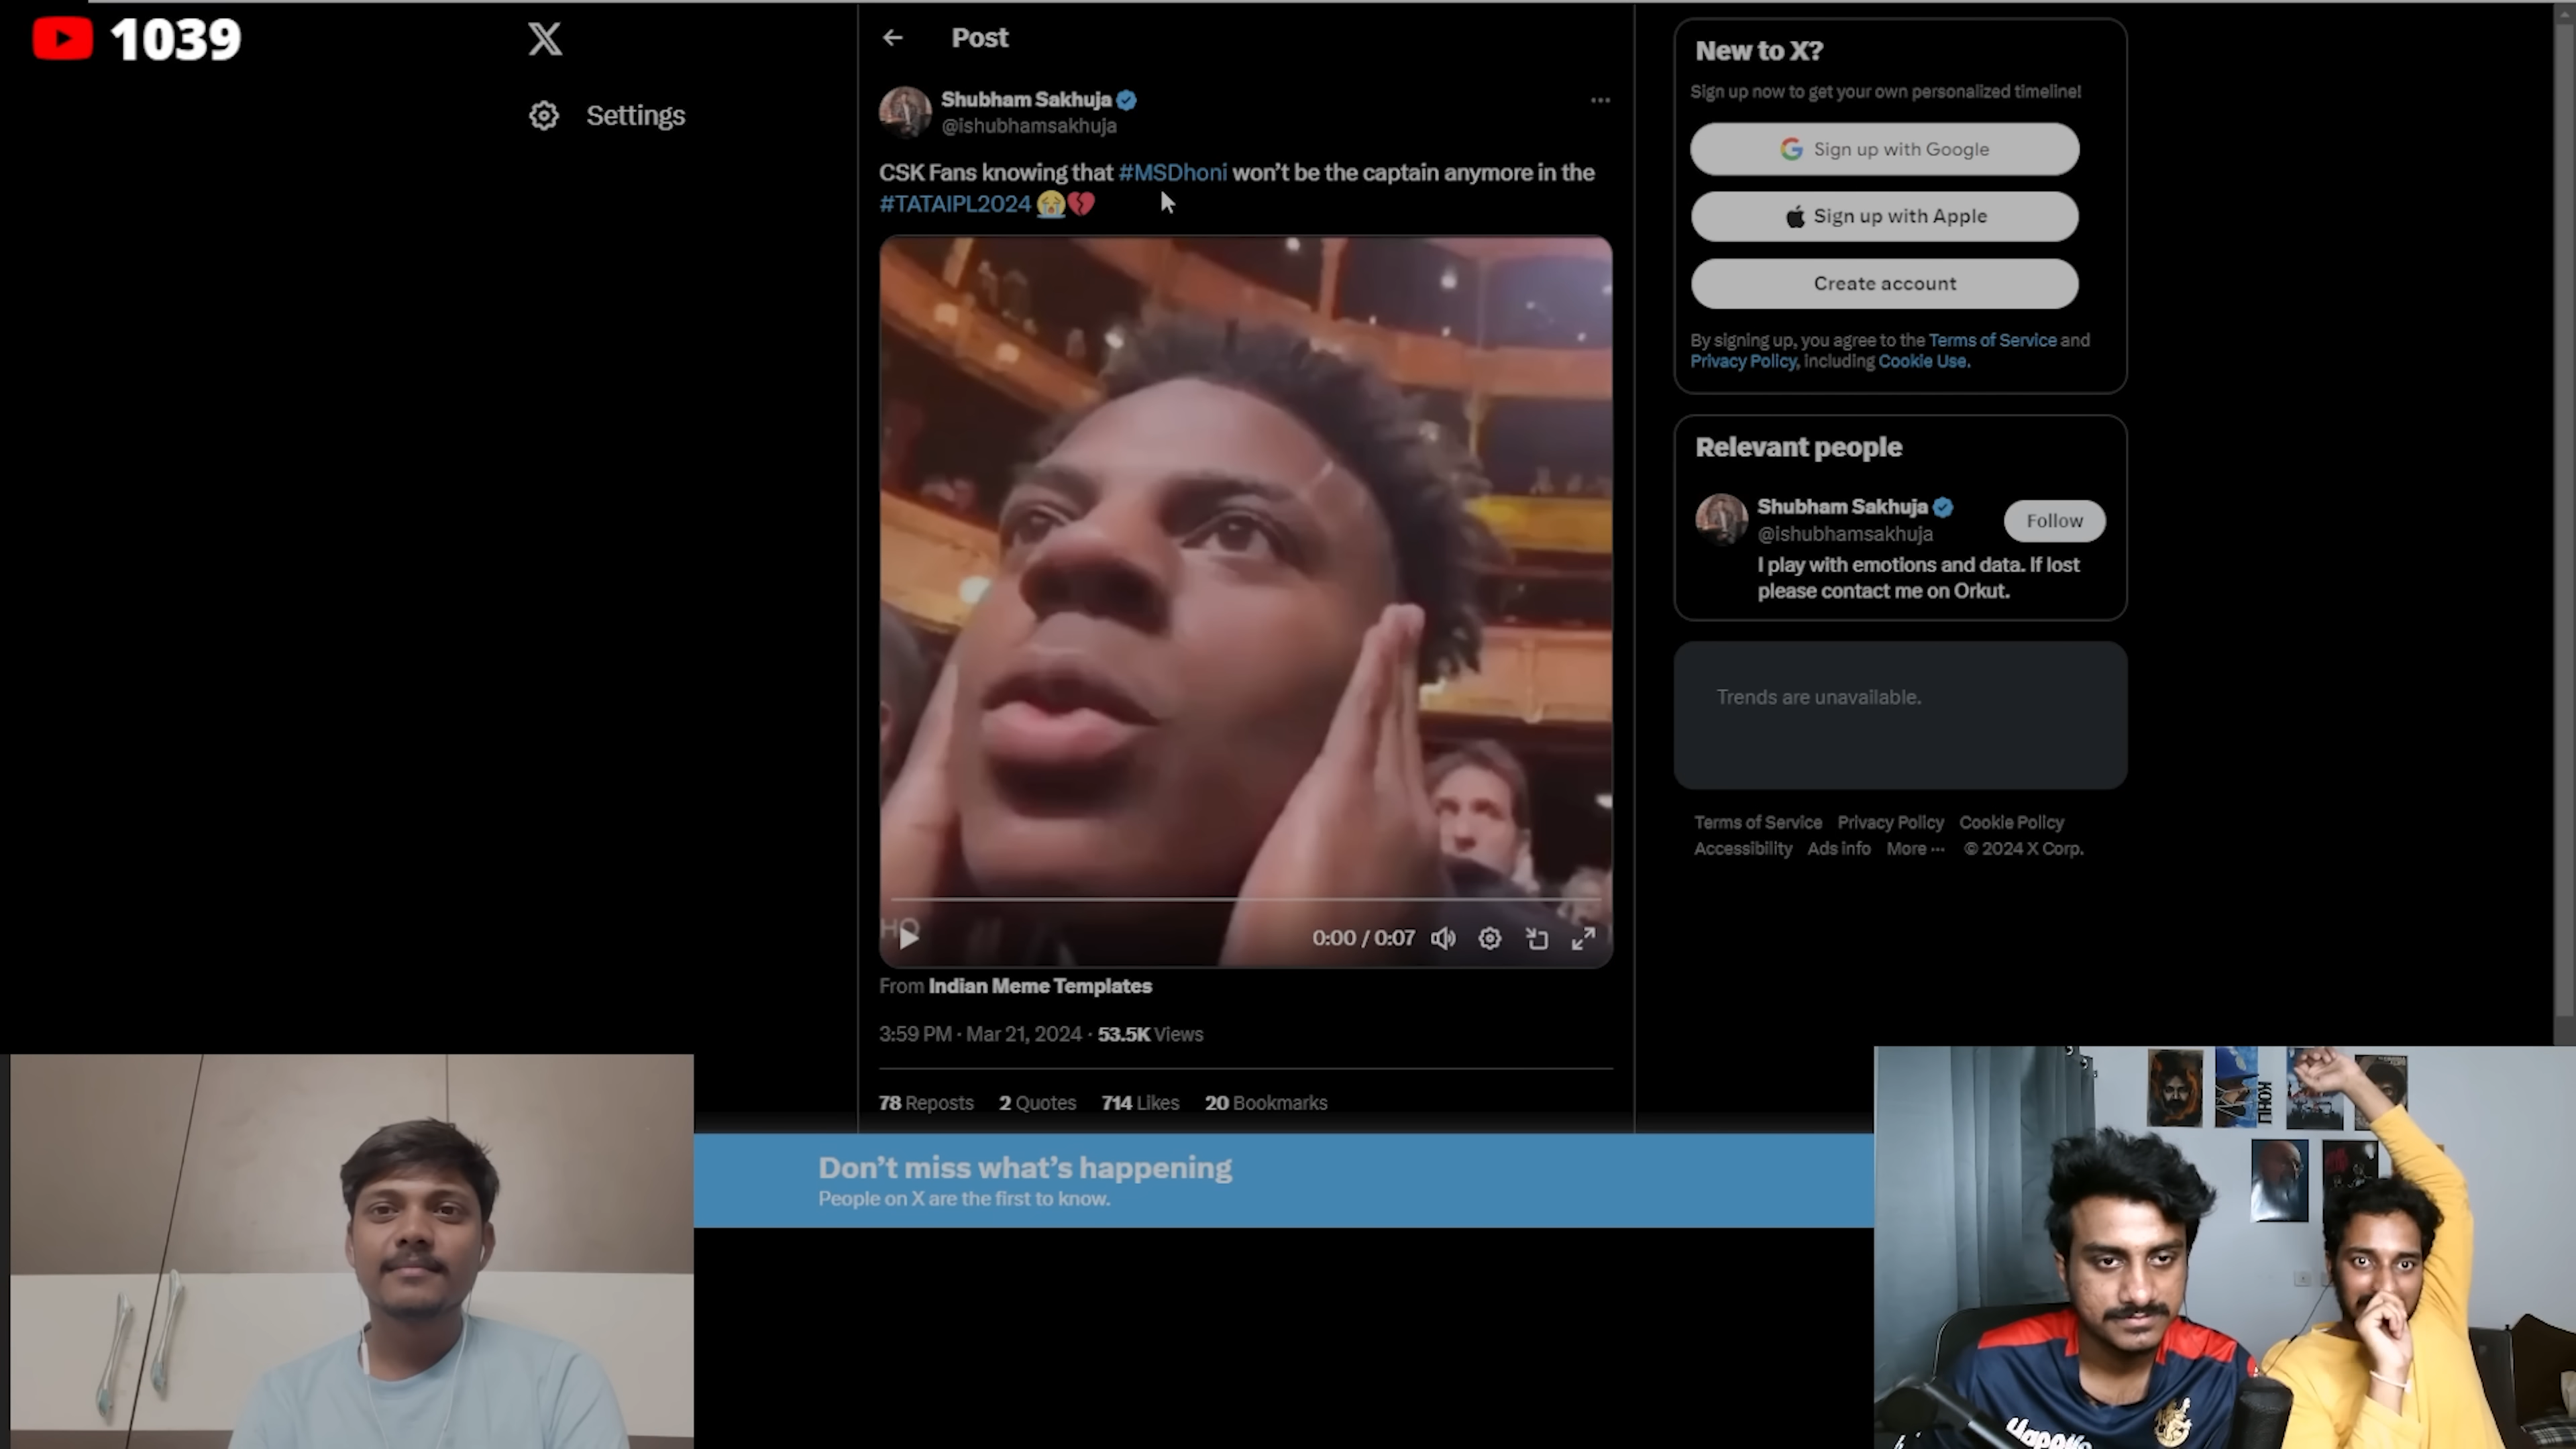 1039
X
Settings
Post
Shubham Sakhuja
@ishubhamsakhuja
CSK Fans knowing that #MSDhoni won’t be the captain anymore in the
#TATAIPL2024 😭💔
HQ
0:00 / 0:07
From Indian Meme Templates
3:59 PM · Mar 21, 2024 · 53.5K Views
78 Reposts 2 Quotes 714 Likes 20 Bookmarks
New to X?
Sign up now to get your own personalized timeline!
Sign up with Google
Sign up with Apple
Create account
By signing up, you agree to the Terms of Service and
Privacy Policy, including Cookie Use.
Relevant people
Shubham Sakhuja
@ishubhamsakhuja
Follow
I play with emotions and data. If lost
please contact me on Orkut.
Trends are unavailable.
Terms of Service Privacy Policy Cookie Policy
Accessibility Ads info More ··· © 2024 X Corp.
Don’t miss what’s happening
People on X are the first to know.
KOHLI